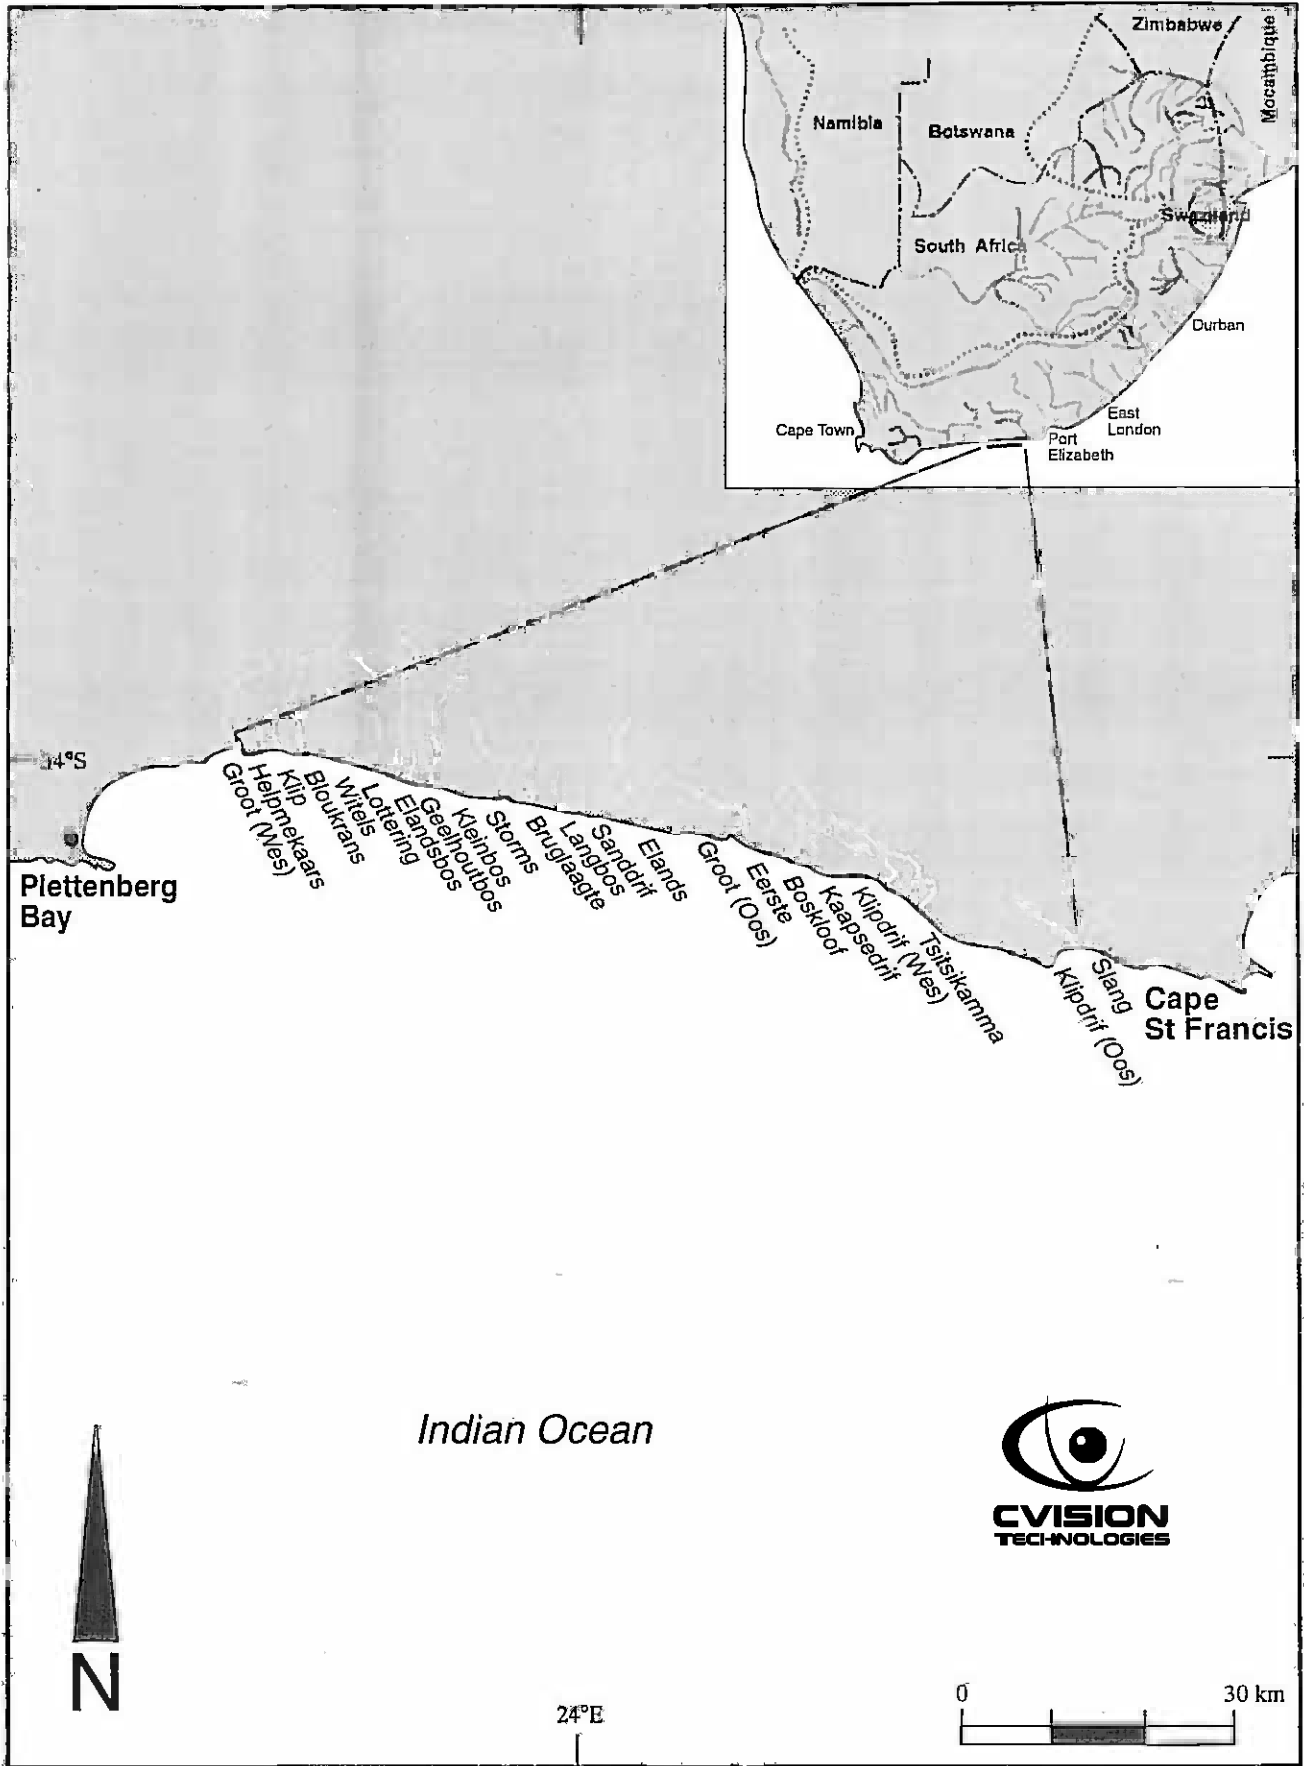 Zimbabwe
Mocambique
Namibia
Botswana
Swaziland
South Africa
Durban
East
London
Cape Town
Port
Elizabeth
14°S
Groot (Wes)
Helpmekaars
Klip
Bloukrans
Witels
Lottering
Elandsbos
Geelhoutbos
Kleinbos
Storms
Bruglaagte
Langbos
Sanddrif
Elands
Groot (Oos)
Eerste
Boskloof
Kaapsedrif
Klipdrif (Wes)
Tsitsikamma
Klipdrif (Oos)
Slang
Plettenberg
Bay
Cape
St Francis
Indian Ocean
CVISION
TECHNOLOGIES
N
24°E
0
30 km